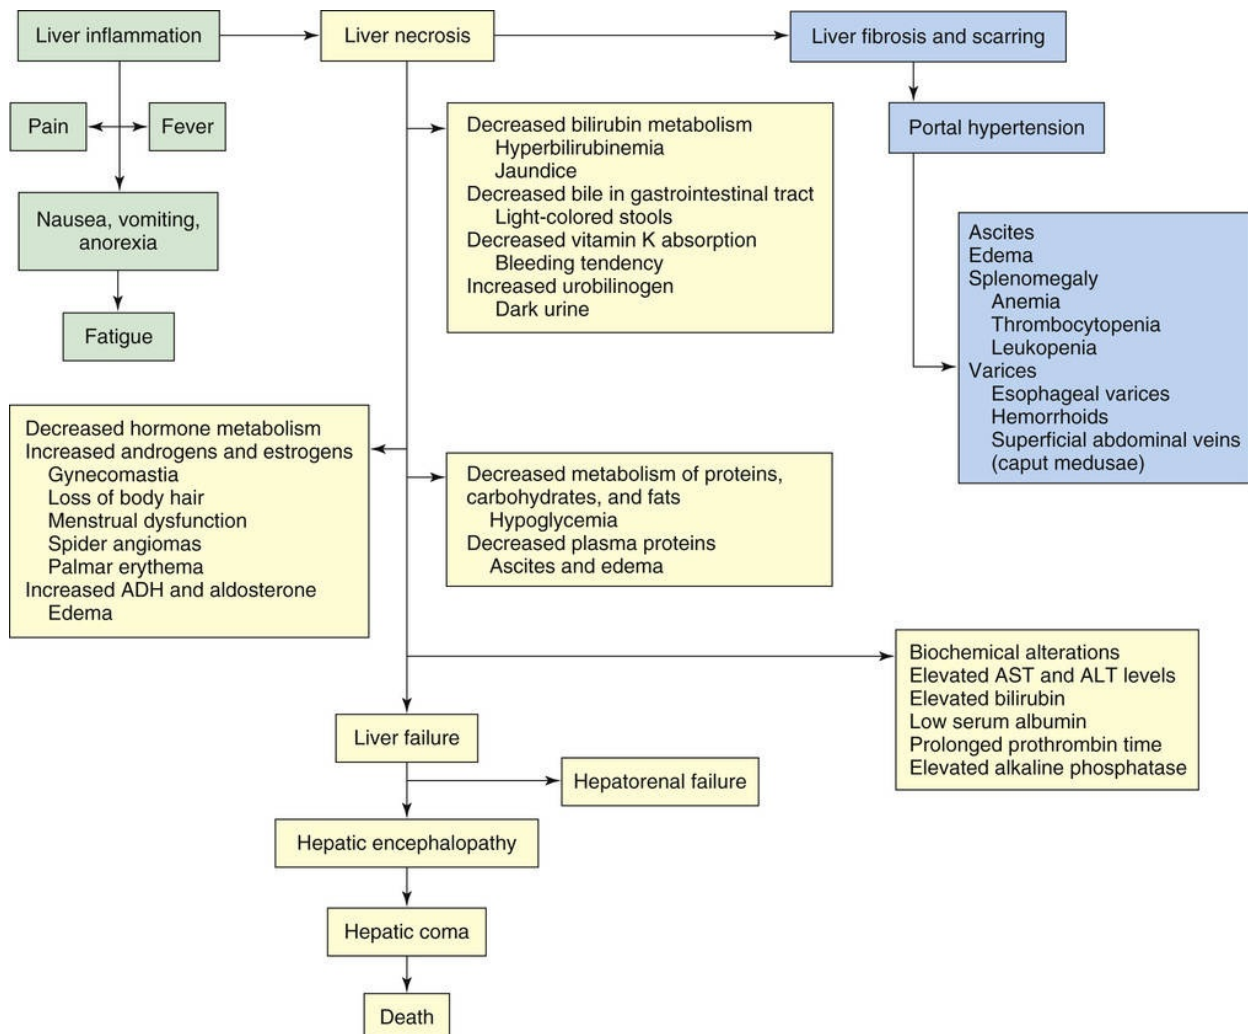 Liver inflammation
Liver necrosis
Liver fibrosis and scarring
Pain
Fever
Portal hypertension
Nausea, vomiting,
anorexia
Fatigue
Decreased bilirubin metabolism
Hyperbilirubinemia
Jaundice
Decreased bile in gastrointestinal tract
Light-colored stools
Decreased vitamin K absorption
Bleeding tendency
Increased urobilinogen
Dark urine
Ascites
Edema
Splenomegaly
Anemia
Thrombocytopenia
Leukopenia
Varices
Esophageal varices
Hemorrhoids
Superficial abdominal veins
(caput medusae)
Decreased hormone metabolism
Increased androgens and estrogens
Gynecomastia
Loss of body hair
Menstrual dysfunction
Spider angiomas
Palmar erythema
Increased ADH and aldosterone
Edema
Decreased metabolism of proteins,
carbohydrates, and fats
Hypoglycemia
Decreased plasma proteins
Ascites and edema
Biochemical alterations
Elevated AST and ALT levels
Elevated bilirubin
Low serum albumin
Prolonged prothrombin time
Elevated alkaline phosphatase
Liver failure
Hepatorenal failure
Hepatic encephalopathy
Hepatic coma
Death